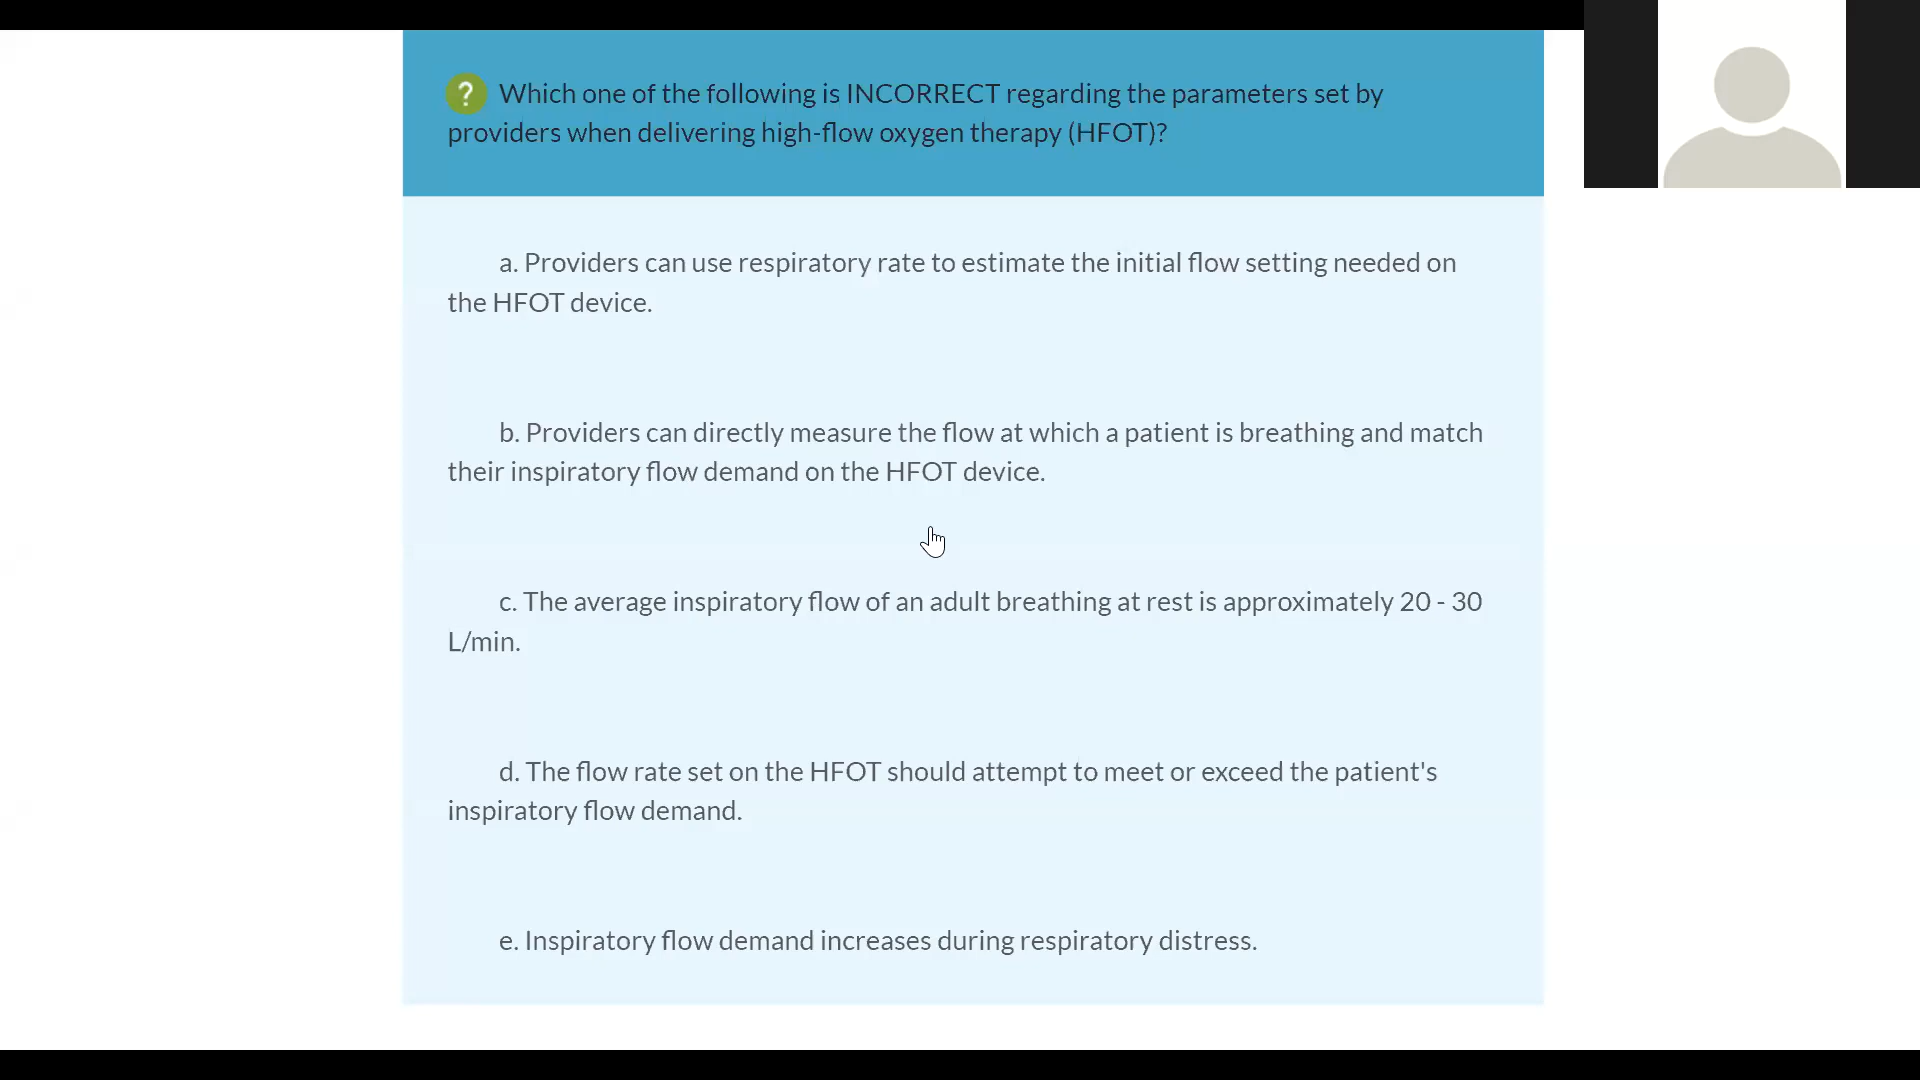 ? Which one of the following is INCORRECT regarding the parameters set by
providers when delivering high-flow oxygen therapy (HFOT)?
a. Providers can use respiratory rate to estimate the initial flow setting needed on
the HFOT device.
b. Providers can directly measure the flow at which a patient is breathing and match
their inspiratory flow demand on the HFOT device.
c. The average inspiratory flow of an adult breathing at rest is approximately 20 - 30
L/min.
d. The flow rate set on the HFOT should attempt to meet or exceed the patient's
inspiratory flow demand.
e. Inspiratory flow demand increases during respiratory distress.